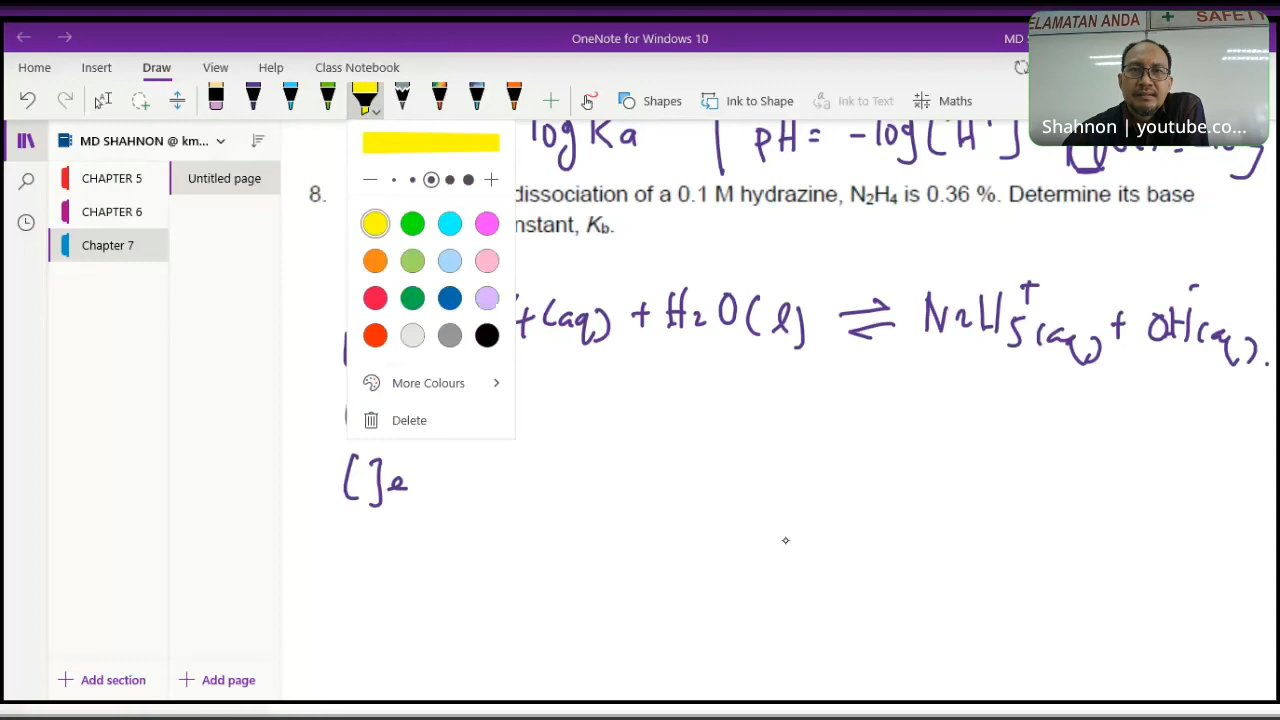 OneNote for Windows 10
MD
ELAMATAN ANDA + SAFETY
Shahnon | youtube.co...
Home Insert Draw View Help Class Notebook
Shapes Ink to Shape Ink to Text Maths
MD SHAHNON @ km...
CHAPTER 5
CHAPTER 6
Chapter 7
Untitled page
log Ka | pH = -log[H+]
8. dissociation of a 0.1 M hydrazine, N₂H₄ is 0.36 %. Determine its base
nstant, Kb.
(aq) + H₂O(l) ⇌ N₂H₅⁺(aq) + OH⁻(aq).
[ ]e
More Colours
Delete
Add section
Add page